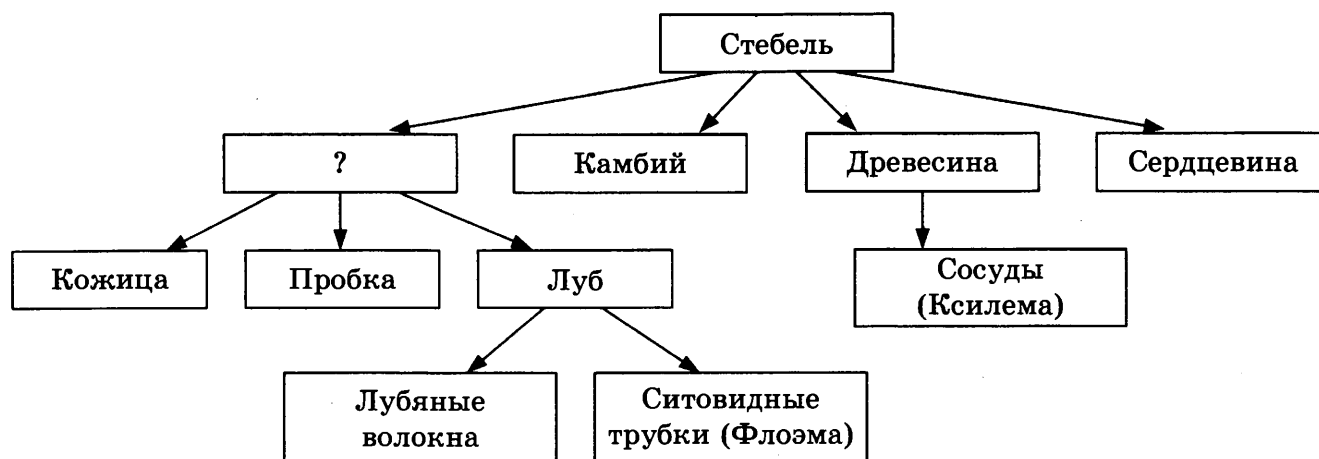 Стебель
?
Камбий
Древесина
Сердцевина
Кожица
Пробка
Луб
Сосуды
(Ксилема)
Лубяные
волокна
Ситовидные
трубки (Флоэма)